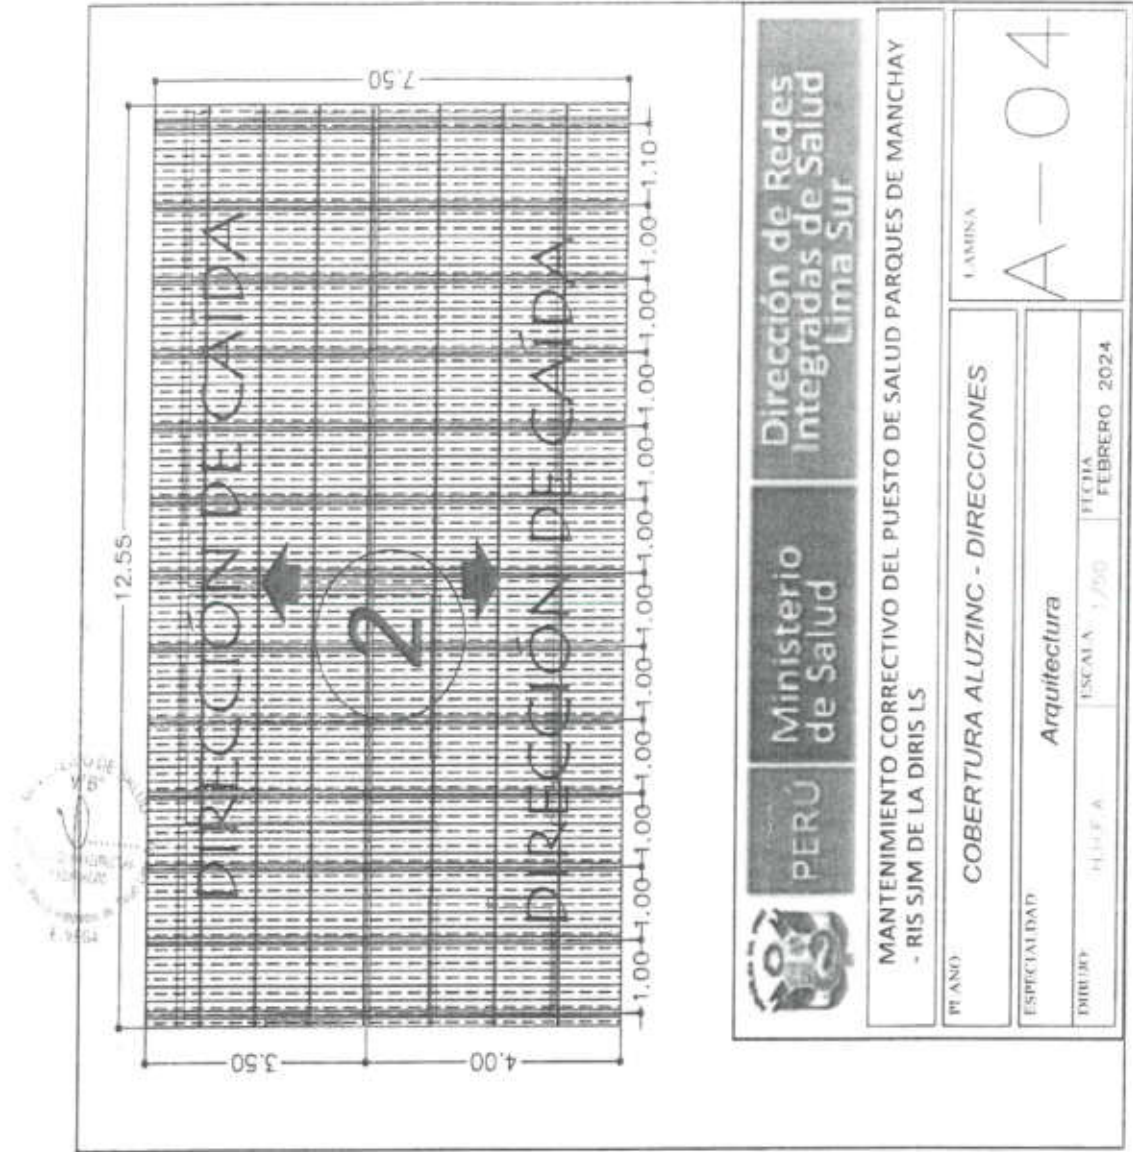 12.55
7.50
3.50
4.00
DIRECCIÓN DE CAÍDA
2
DIRECCIÓN DE CAÍDA
1.00 1.00 1.00 1.00 1.00 1.00 1.00 1.00 1.00 1.00 1.00 1.10
V°B°
PERÚ
Ministerio
de Salud
Dirección de Redes
Integradas de Salud
Lima Sur
MANTENIMIENTO CORRECTIVO DEL PUESTO DE SALUD PARQUES DE MANCHAY
- RIS SJM DE LA DIRIS LS
PLANO
COBERTURA ALUZINC - DIRECCIONES
LAMINA
A-04
ESPECIALDAD
Arquitectura
DIBUJO
ESCALA
1/50
FECHA
FEBRERO 2024